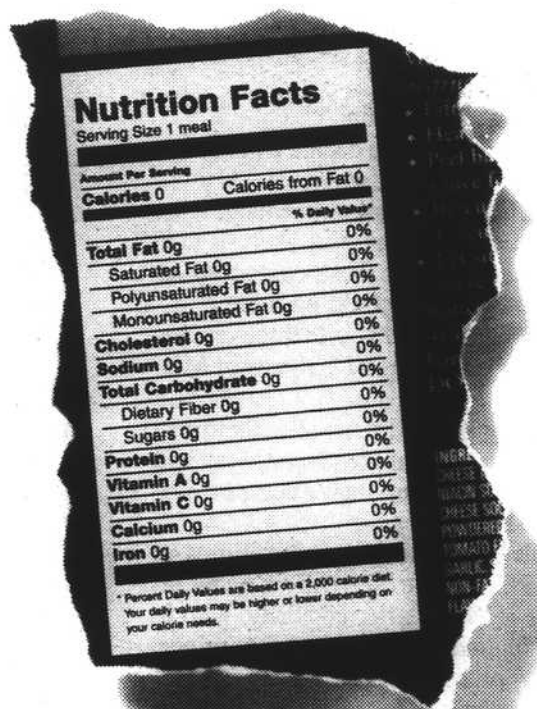 Nutrition Facts
Serving Size 1 meal
Amount Per Serving
Calories 0 Calories from Fat 0
% Daily Value*
Total Fat 0g 0%
Saturated Fat 0g 0%
Polyunsaturated Fat 0g 0%
Monounsaturated Fat 0g 0%
Cholesterol 0g 0%
Sodium 0g 0%
Total Carbohydrate 0g 0%
Dietary Fiber 0g 0%
Sugars 0g 0%
Protein 0g 0%
Vitamin A 0g 0%
Vitamin C 0g 0%
Calcium 0g 0%
Iron 0g 0%
* Percent Daily Values are based on a 2,000 calorie diet.
Your daily values may be higher or lower depending on
your calorie needs.